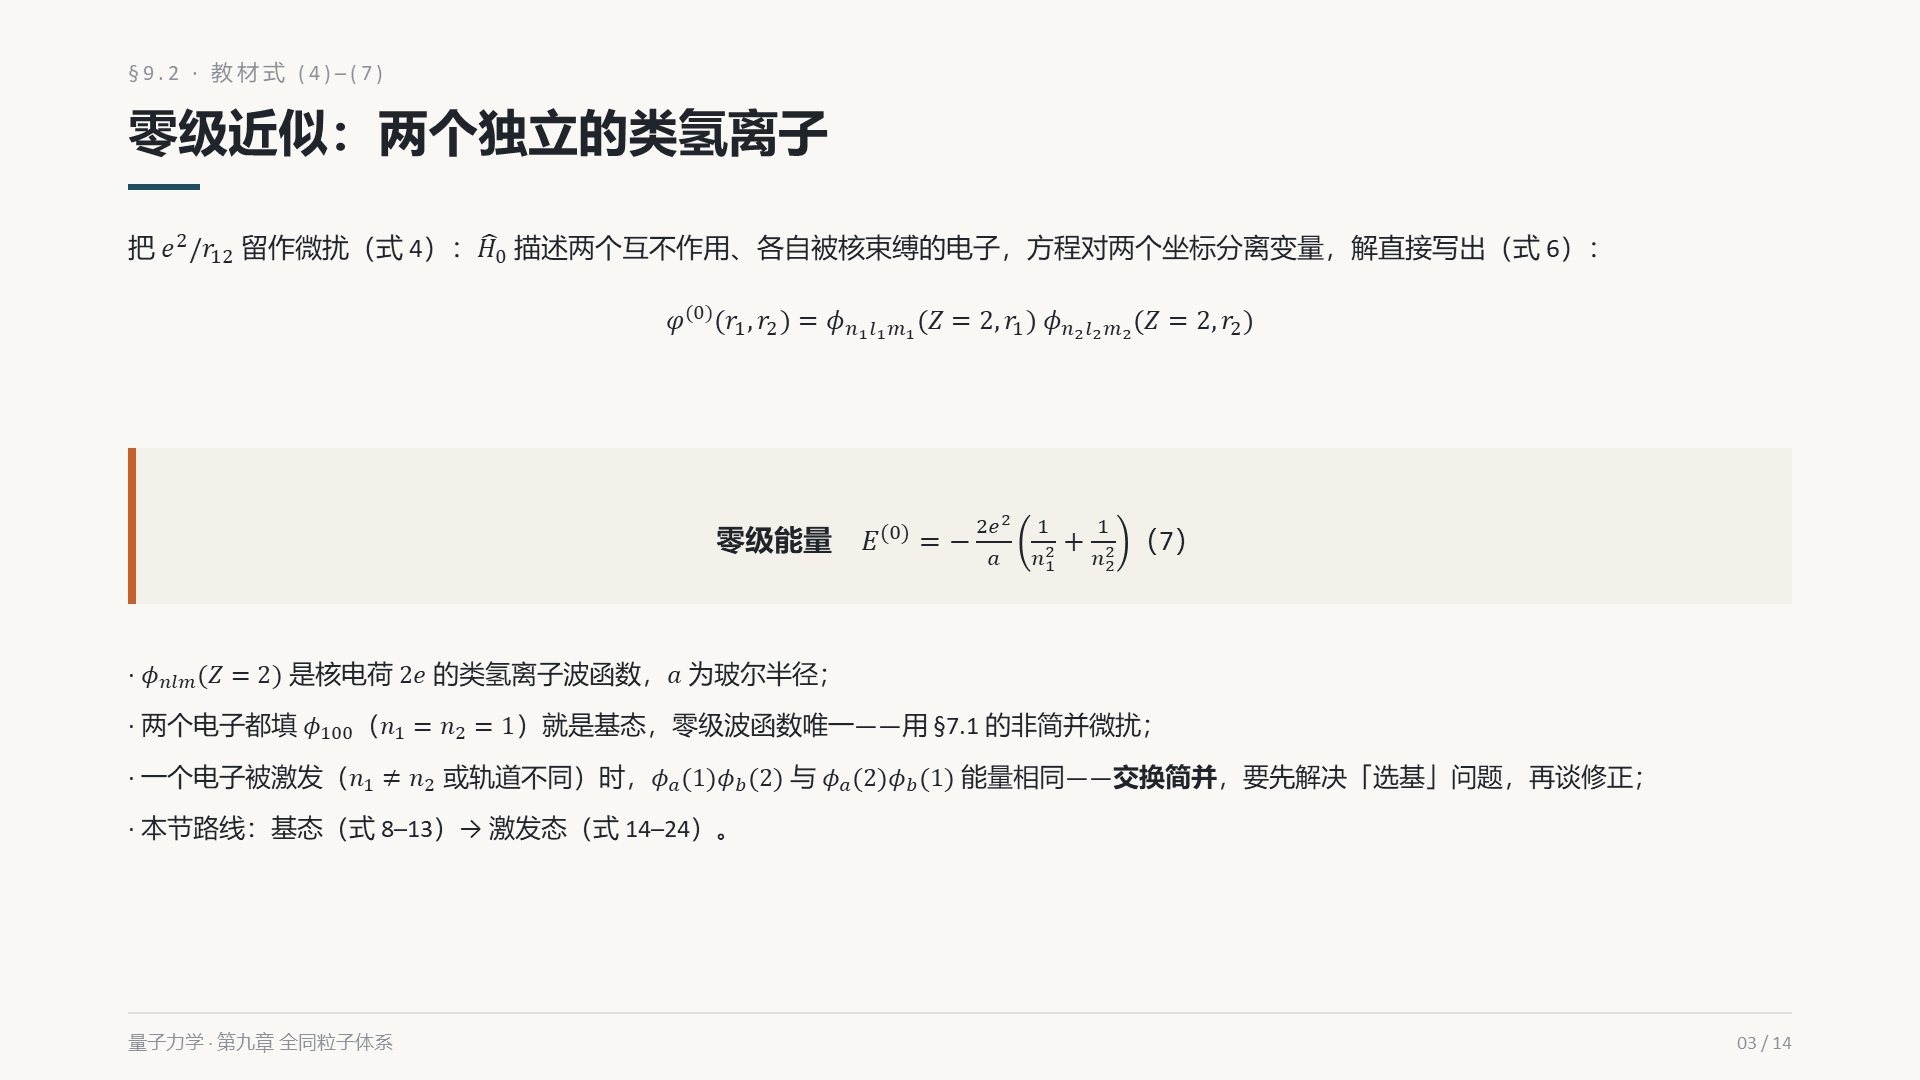 §9.2 · 教材式 (4)–(7)
零级近似：两个独立的类氢离子
把 e²/r₁₂ 留作微扰（式 4）：Ĥ₀ 描述两个互不作用、各自被核束缚的电子，方程对两个坐标分离变量，解直接写出（式 6）：
φ⁽⁰⁾(r₁, r₂) = ϕ_{n₁l₁m₁}(Z = 2, r₁) ϕ_{n₂l₂m₂}(Z = 2, r₂)
零级能量 E⁽⁰⁾ = −\frac{2e²}{a}(\frac{1}{n₁²} + \frac{1}{n₂²})（7）
· ϕ_{nlm}(Z = 2) 是核电荷 2e 的类氢离子波函数，a 为玻尔半径；
· 两个电子都填 ϕ₁₀₀（n₁ = n₂ = 1）就是基态，零级波函数唯一——用 §7.1 的非简并微扰；
· 一个电子被激发（n₁ ≠ n₂ 或轨道不同）时，ϕₐ(1)ϕ_b(2) 与 ϕₐ(2)ϕ_b(1) 能量相同——交换简并，要先解决「选基」问题，再谈修正；
· 本节路线：基态（式 8–13）→ 激发态（式 14–24）。
量子力学 · 第九章 全同粒子体系
03 / 14